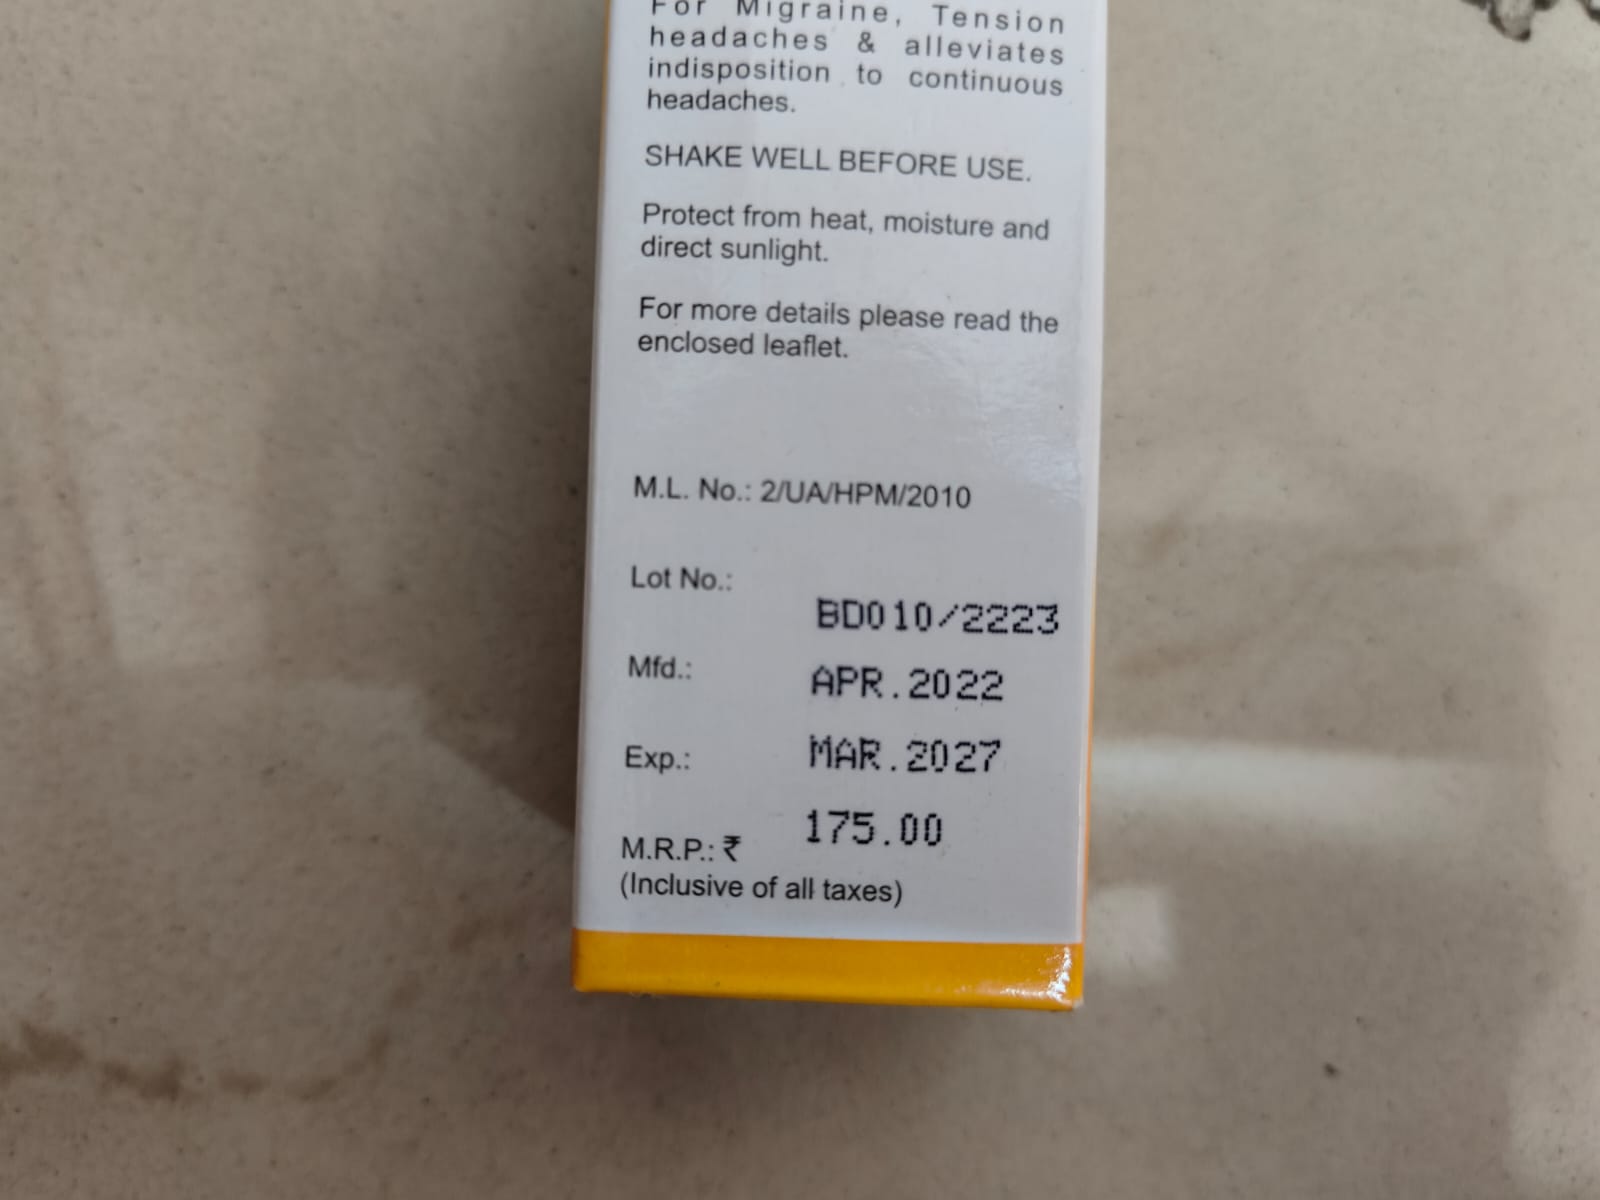 For Migraine, Tension
headaches & alleviates
indisposition to continuous
headaches.
SHAKE WELL BEFORE USE.
Protect from heat, moisture and
direct sunlight.
For more details please read the
enclosed leaflet.
M.L. No.: 2/UA/HPM/2010
Lot No.: BD010/2223
Mfd.: APR.2022
Exp.: MAR.2027
M.R.P.: ₹ 175.00
(Inclusive of all taxes)